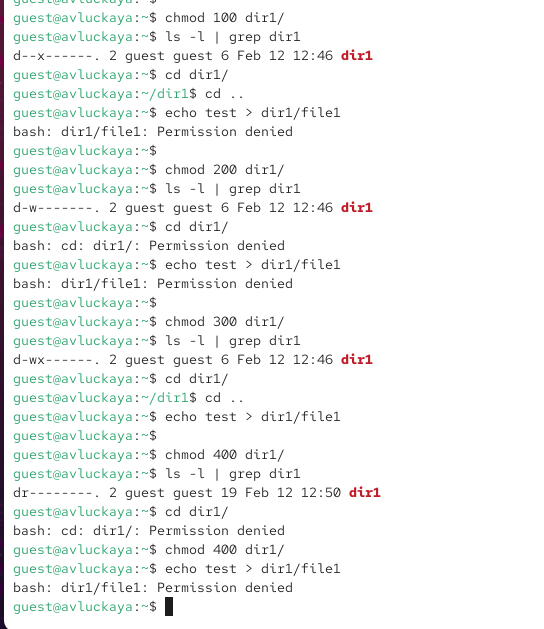 guest@avluckaya:~$ chmod 100 dir1/
guest@avluckaya:~$ ls -l | grep dir1
d--x------. 2 guest guest 6 Feb 12 12:46 dir1
guest@avluckaya:~$ cd dir1/
guest@avluckaya:~/dir1$ cd ..
guest@avluckaya:~$ echo test > dir1/file1
bash: dir1/file1: Permission denied
guest@avluckaya:~$
guest@avluckaya:~$ chmod 200 dir1/
guest@avluckaya:~$ ls -l | grep dir1
d-w-------. 2 guest guest 6 Feb 12 12:46 dir1
guest@avluckaya:~$ cd dir1/
bash: cd: dir1/: Permission denied
guest@avluckaya:~$ echo test > dir1/file1
bash: dir1/file1: Permission denied
guest@avluckaya:~$
guest@avluckaya:~$ chmod 300 dir1/
guest@avluckaya:~$ ls -l | grep dir1
d-wx------. 2 guest guest 6 Feb 12 12:46 dir1
guest@avluckaya:~$ cd dir1/
guest@avluckaya:~/dir1$ cd ..
guest@avluckaya:~$ echo test > dir1/file1
guest@avluckaya:~$
guest@avluckaya:~$ chmod 400 dir1/
guest@avluckaya:~$ ls -l | grep dir1
dr--------. 2 guest guest 19 Feb 12 12:50 dir1
guest@avluckaya:~$ cd dir1/
bash: cd: dir1/: Permission denied
guest@avluckaya:~$ chmod 400 dir1/
guest@avluckaya:~$ echo test > dir1/file1
bash: dir1/file1: Permission denied
guest@avluckaya:~$